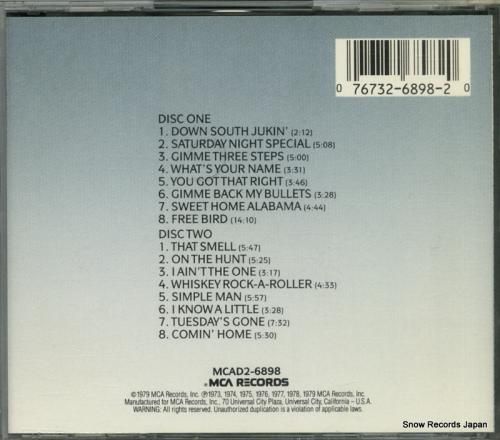 0 76732-6898-2 0
DISC ONE
1. DOWN SOUTH JUKIN' (2:12)
2. SATURDAY NIGHT SPECIAL (5:08)
3. GIMME THREE STEPS (5:00)
4. WHAT'S YOUR NAME (3:31)
5. YOU GOT THAT RIGHT (3:46)
6. GIMME BACK MY BULLETS (3:28)
7. SWEET HOME ALABAMA (4:44)
8. FREE BIRD (14:10)
DISC TWO
1. THAT SMELL (5:47)
2. ON THE HUNT (5:25)
3. I AIN'T THE ONE (3:17)
4. WHISKEY ROCK-A-ROLLER (4:33)
5. SIMPLE MAN (5:57)
6. I KNOW A LITTLE (3:28)
7. TUESDAY'S GONE (7:32)
8. COMIN' HOME (5:30)
MCAD2-6898
MCA RECORDS
©1979 MCA Records, Inc. ℗1973, 1974, 1975, 1976, 1977, 1978, 1979 MCA Records, Inc.
Manufactured for MCA Records, Inc., 70 Universal City Plaza, Universal City, California – U.S.A.
WARNING: All rights reserved. Unauthorized duplication is a violation of applicable laws.
Snow Records Japan